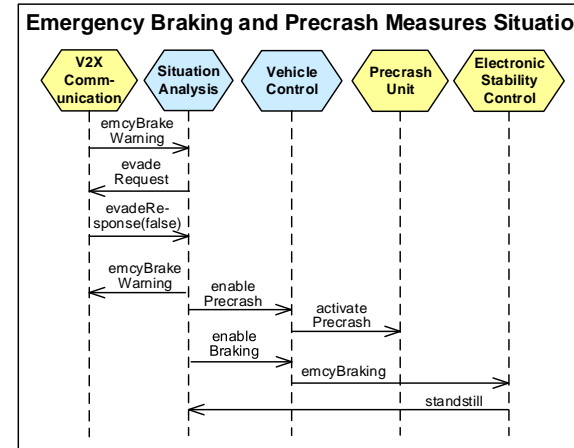 Emergency Braking and Precrash Measures Situatio
V2X
Comm-
unication
Situation
Analysis
Vehicle
Control
Precrash
Unit
Electronic
Stability
Control
emcyBrake
Warning
evade
Request
evadeRe-
sponse(false)
emcyBrake
Warning
enable
Precrash
activate
Precrash
enable
Braking
emcyBraking
standstill